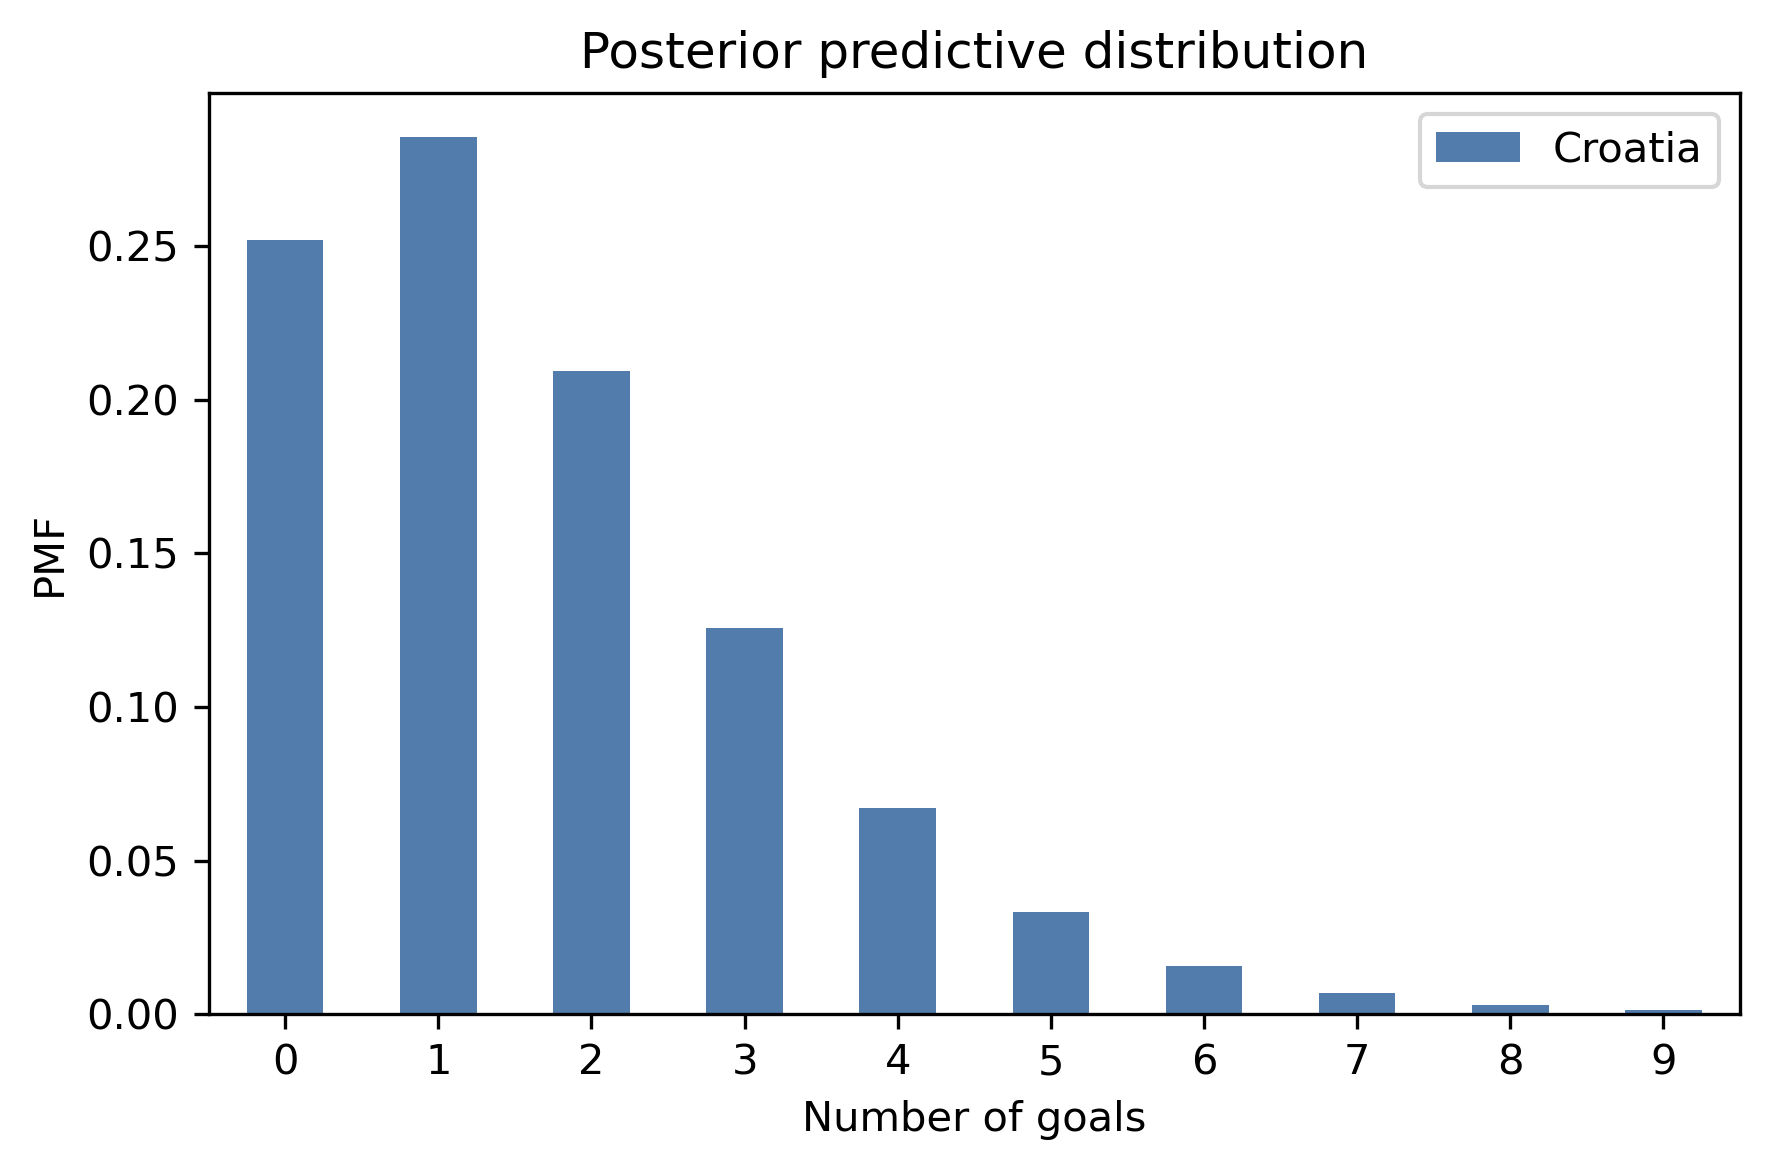 Posterior predictive distribution
Croatia
PMF
0.25
0.20
0.15
0.10
0.05
0.00
0 1 2 3 4 5 6 7 8 9
Number of goals